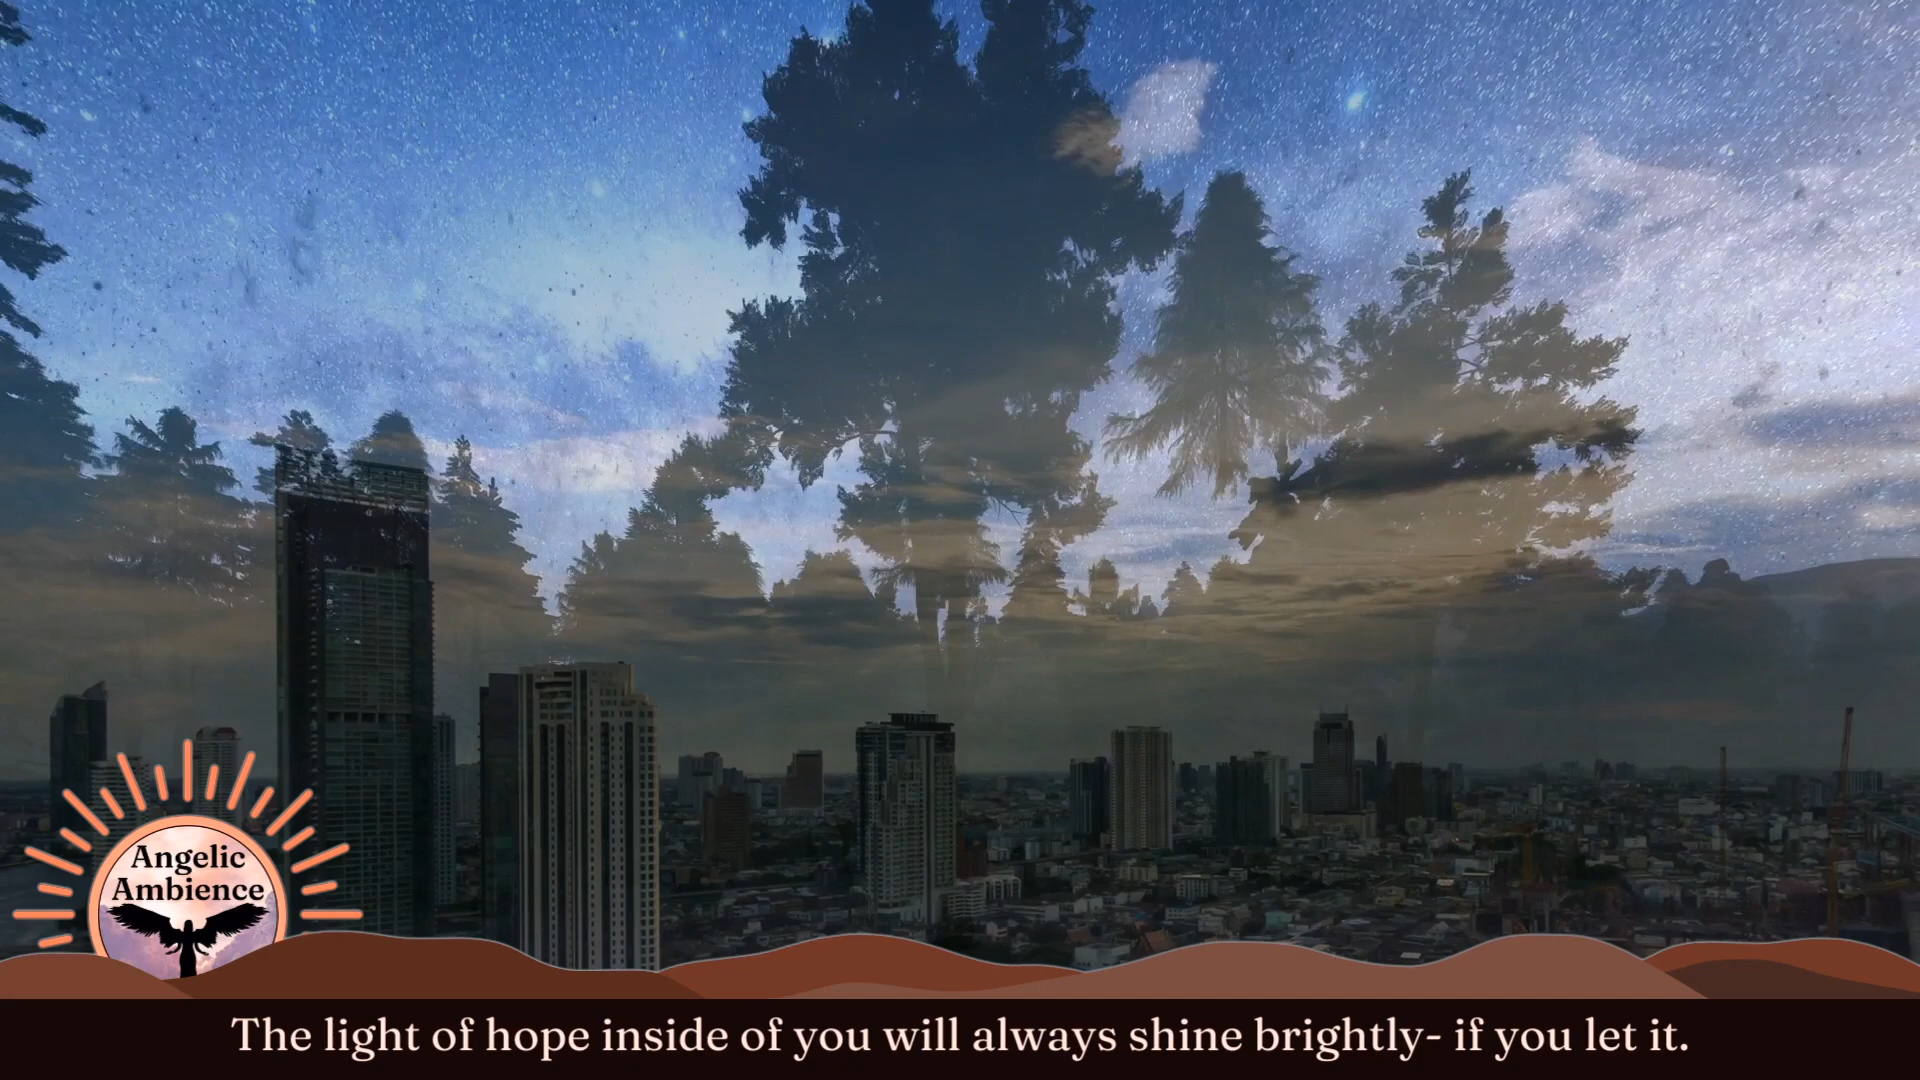 Angelic
Ambience
The light of hope inside of you will always shine brightly- if you let it.